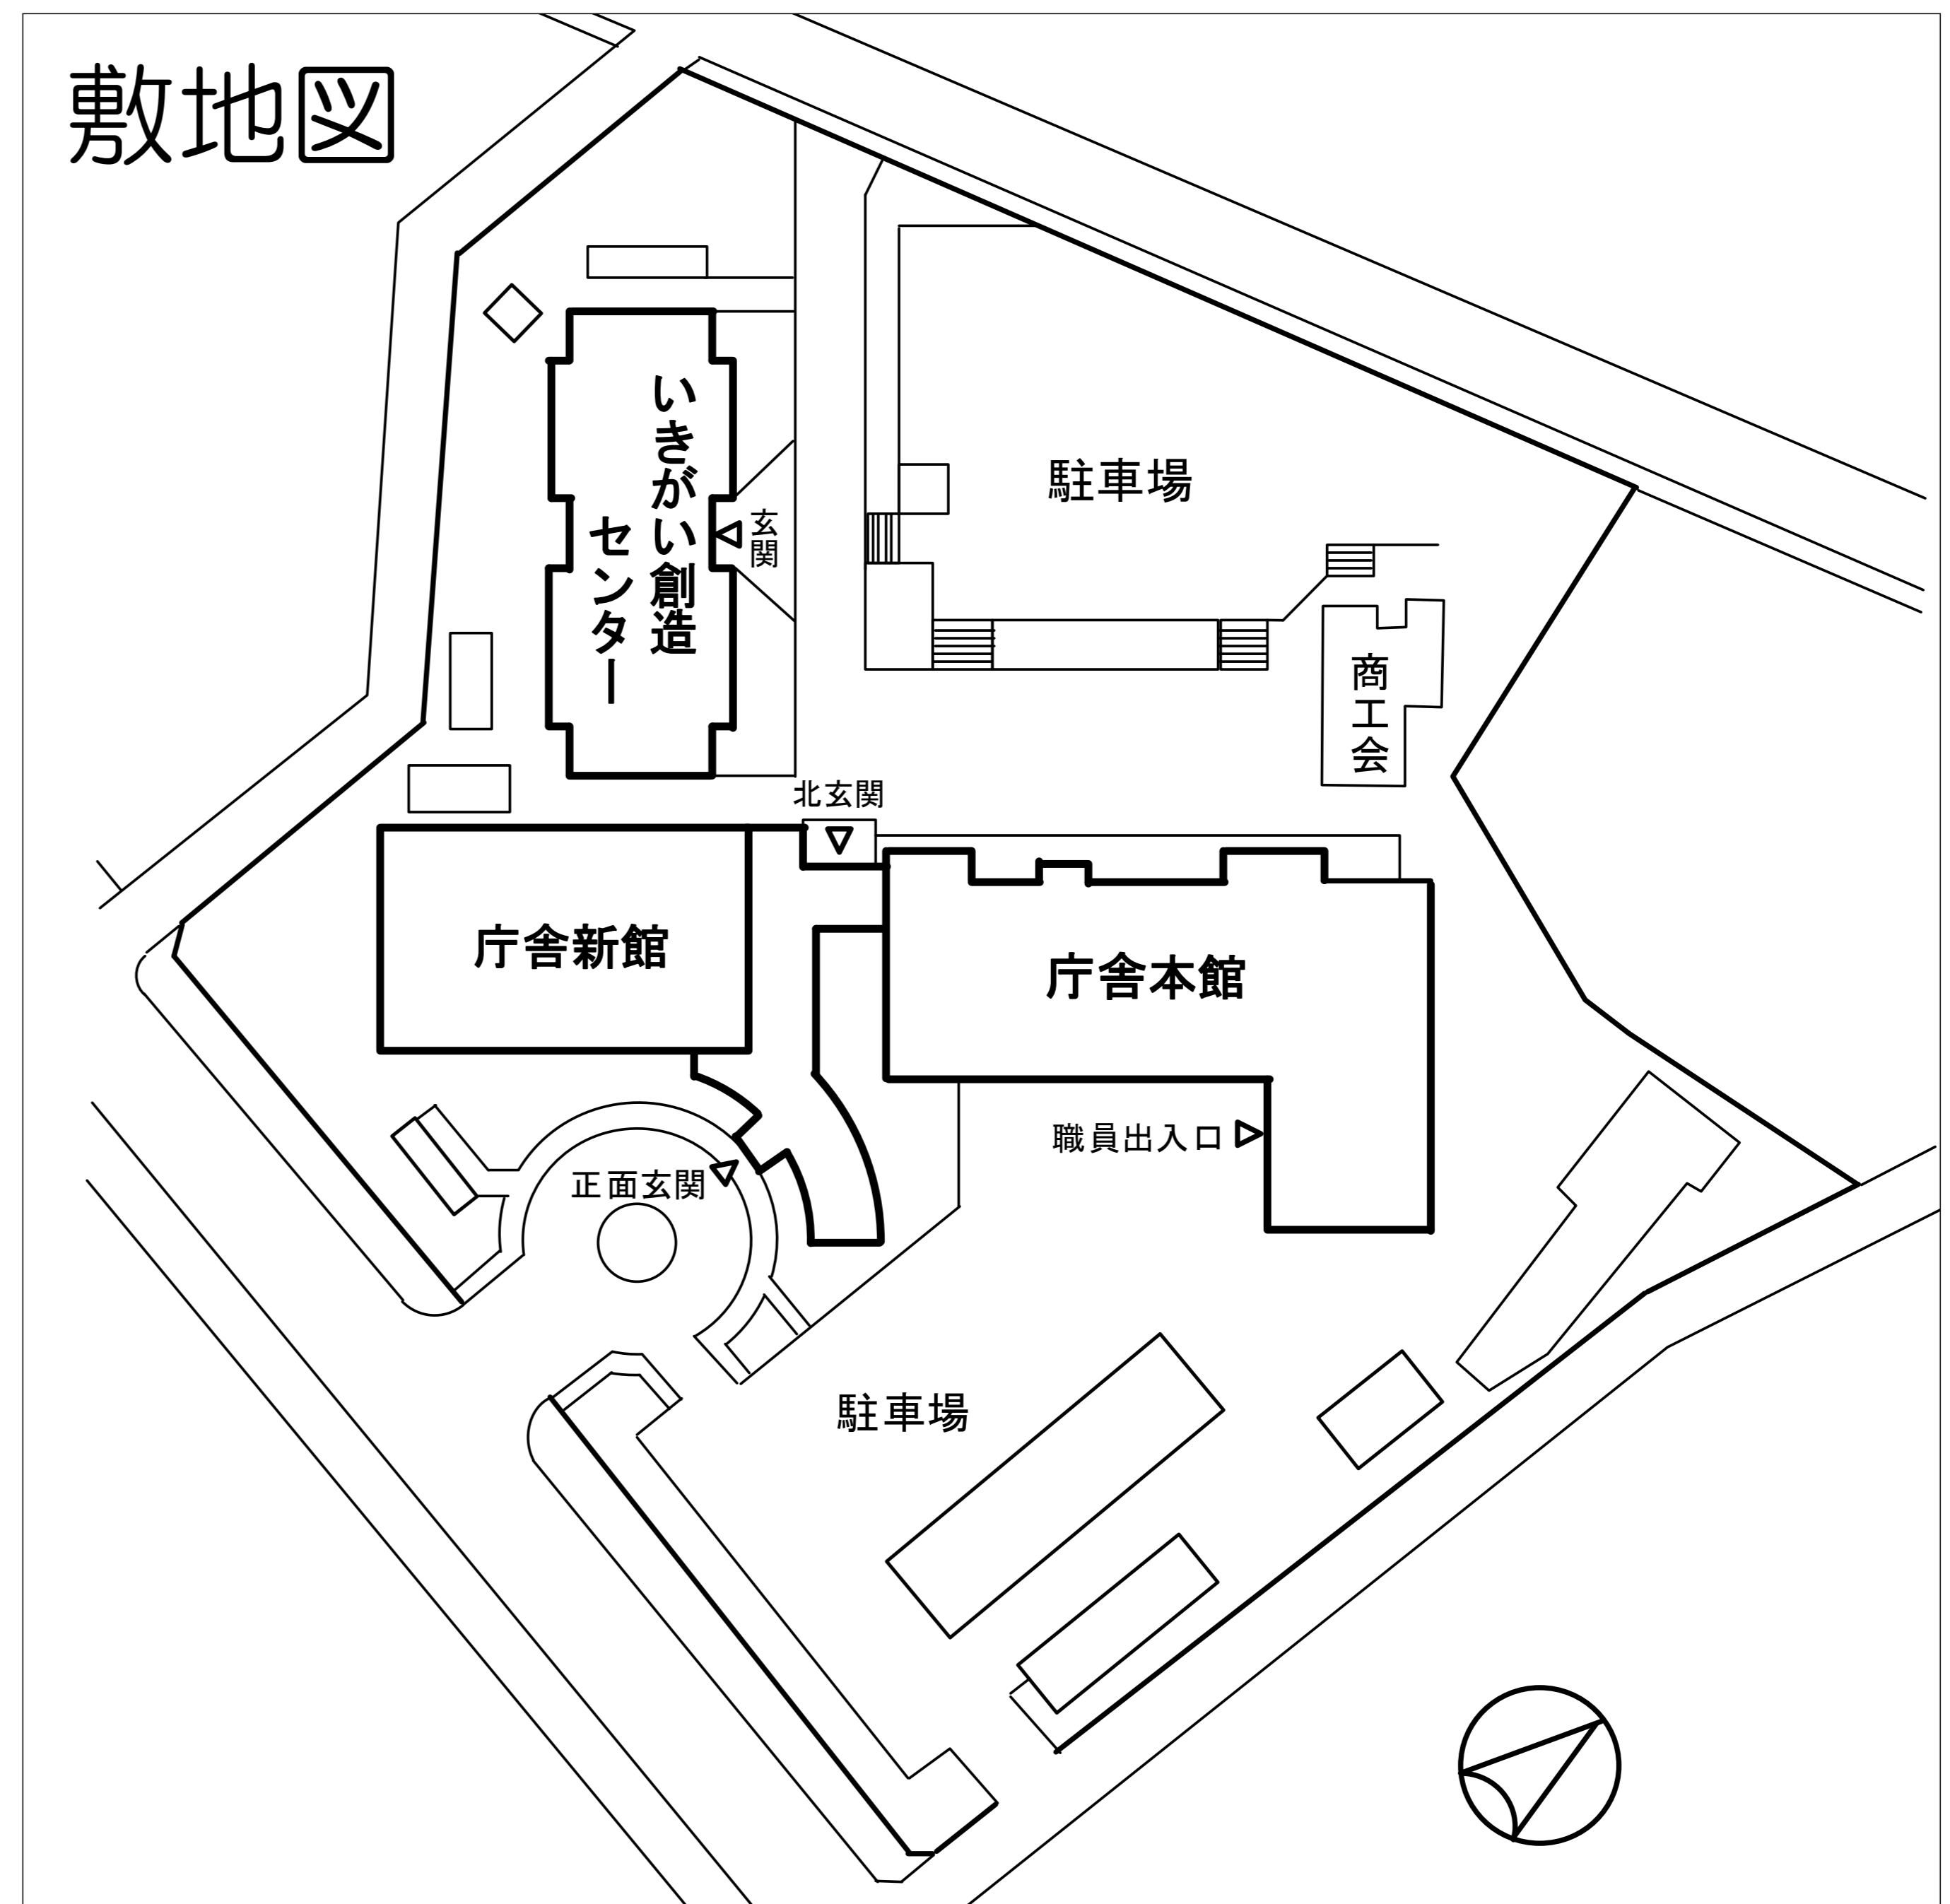 敷地図
いきがい創造
センター
玄関
駐車場
商工会
北玄関
庁舎新館
庁舎本館
職員出入口
正面玄関
駐車場